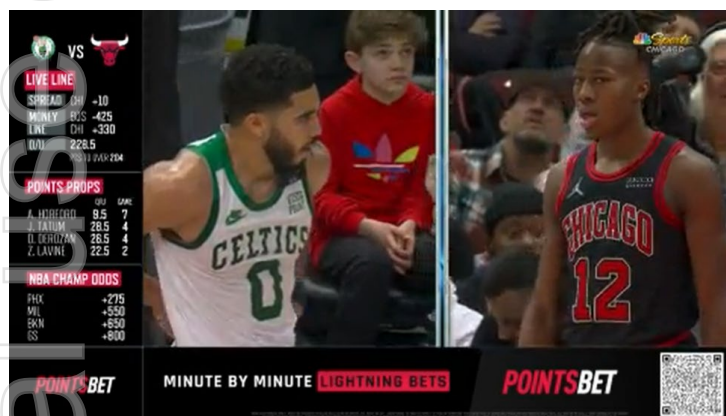 VS
LIVE LINE
SPREAD CHI +10
MONEY BOS -425
LINE CHI +330
O/U 228.5
POINTS PROPS
O/U GAME
A. HORFORD 9.5 7
J. TATUM 28.5 4
D. DEROZAN 26.5 4
Z. LAVINE 22.5 2
NBA CHAMP ODDS
PHX +275
MIL +550
BKN +650
GS +800
POINTSBET
Sports
CHICAGO
CELTICS
0
CHICAGO
12
MINUTE BY MINUTE LIGHTNING BETS
POINTSBET